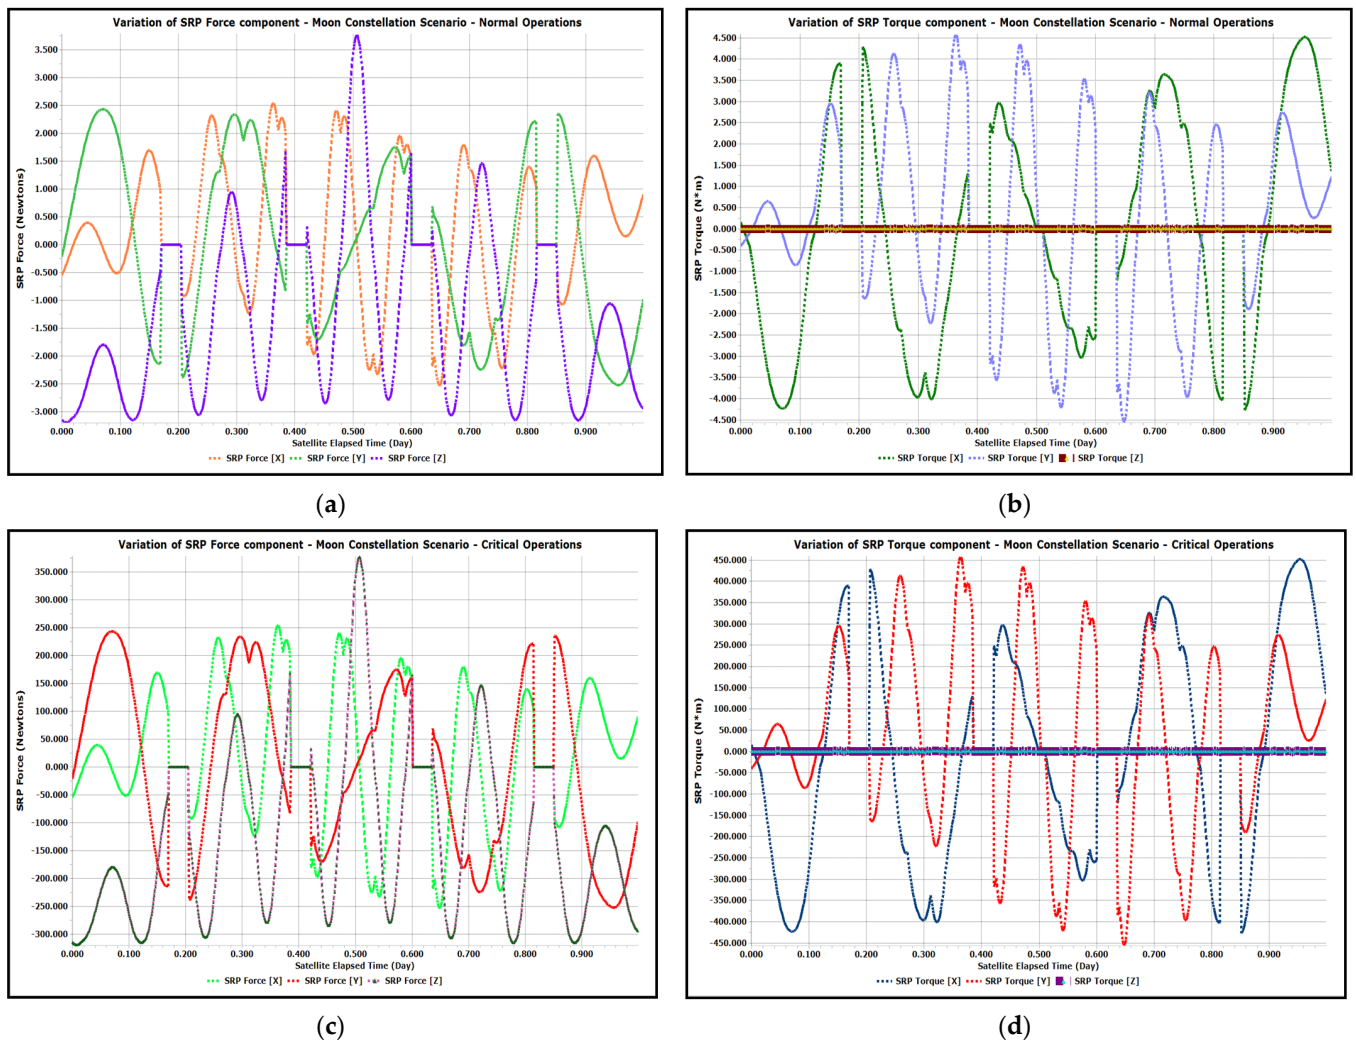 Variation of SRP Force component - Moon Constellation Scenario - Normal Operations
3.500
3.000
2.500
2.000
1.500
1.000
0.500
0.000
-0.500
-1.000
-1.500
-2.000
-2.500
-3.000
SRP Force (Newtons)
0.000 0.100 0.200 0.300 0.400 0.500 0.600 0.700 0.800 0.900
Satellite Elapsed Time (Day)
SRP Force [X] SRP Force [Y] SRP Force [Z]
(a)
Variation of SRP Torque component - Moon Constellation Scenario - Normal Operations
4.500
4.000
3.500
3.000
2.500
2.000
1.500
1.000
0.500
0.000
-0.500
-1.000
-1.500
-2.000
-2.500
-3.000
-3.500
-4.000
-4.500
SRP Torque (N*m)
0.000 0.100 0.200 0.300 0.400 0.500 0.600 0.700 0.800 0.900
Satellite Elapsed Time (Day)
SRP Torque [X] SRP Torque [Y] SRP Torque [Z]
(b)
Variation of SRP Force component - Moon Constellation Scenario - Critical Operations
350.000
300.000
250.000
200.000
150.000
100.000
50.000
0.000
-50.000
-100.000
-150.000
-200.000
-250.000
-300.000
SRP Force (Newtons)
0.000 0.100 0.200 0.300 0.400 0.500 0.600 0.700 0.800 0.900
Satellite Elapsed Time (Day)
SRP Force [X] SRP Force [Y] SRP Force [Z]
(c)
Variation of SRP Torque component - Moon Constellation Scenario - Critical Operations
450.000
400.000
350.000
300.000
250.000
200.000
150.000
100.000
50.000
0.000
-50.000
-100.000
-150.000
-200.000
-250.000
-300.000
-350.000
-400.000
-450.000
SRP Torque (N*m)
0.000 0.100 0.200 0.300 0.400 0.500 0.600 0.700 0.800 0.900
Satellite Elapsed Time (Day)
SRP Torque [X] SRP Torque [Y] SRP Torque [Z]
(d)